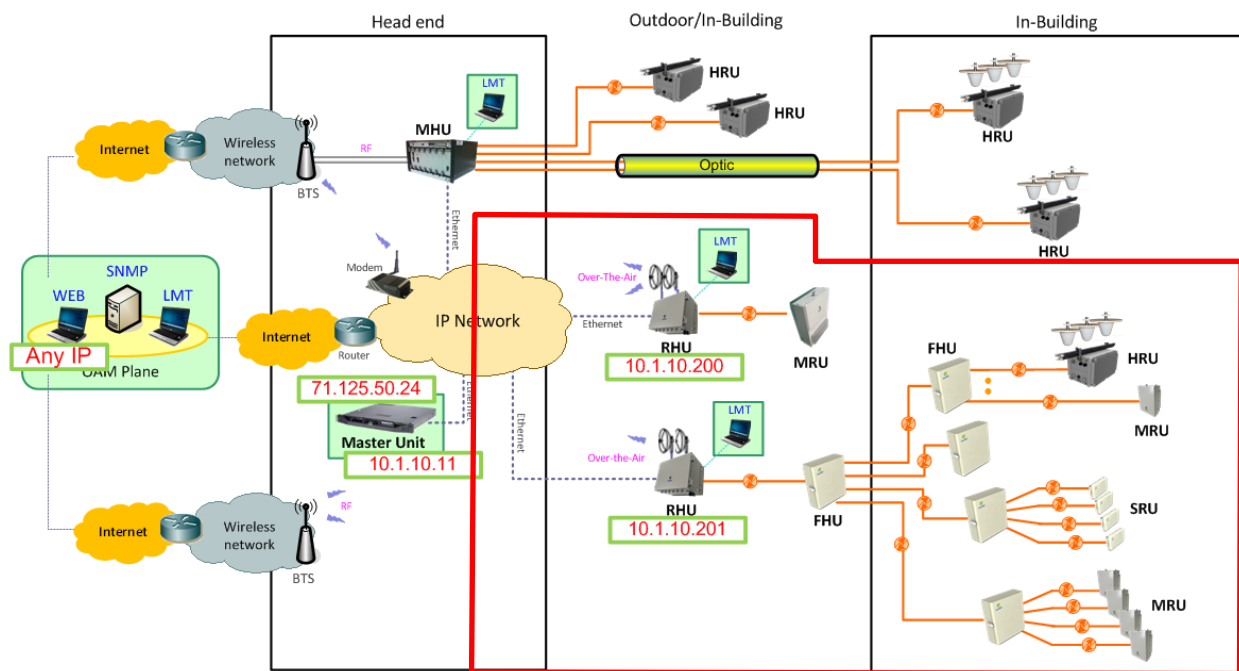 Head end
Outdoor/In-Building
In-Building
LMT
HRU
HRU
HRU
MHU
Internet
Wireless
network
RF
BTS
Optic
Ethernet
HRU
SNMP
WEB
LMT
Any IP
OAM Plane
Internet
Router
Modem
IP Network
Over-The-Air
LMT
Ethernet
RHU
10.1.10.200
MRU
71.125.50.24
Master Unit
10.1.10.11
Ethernet
Ethernet
FHU
HRU
MRU
LMT
Over-the-Air
RHU
10.1.10.201
FHU
SRU
MRU
Internet
Wireless
network
RF
BTS